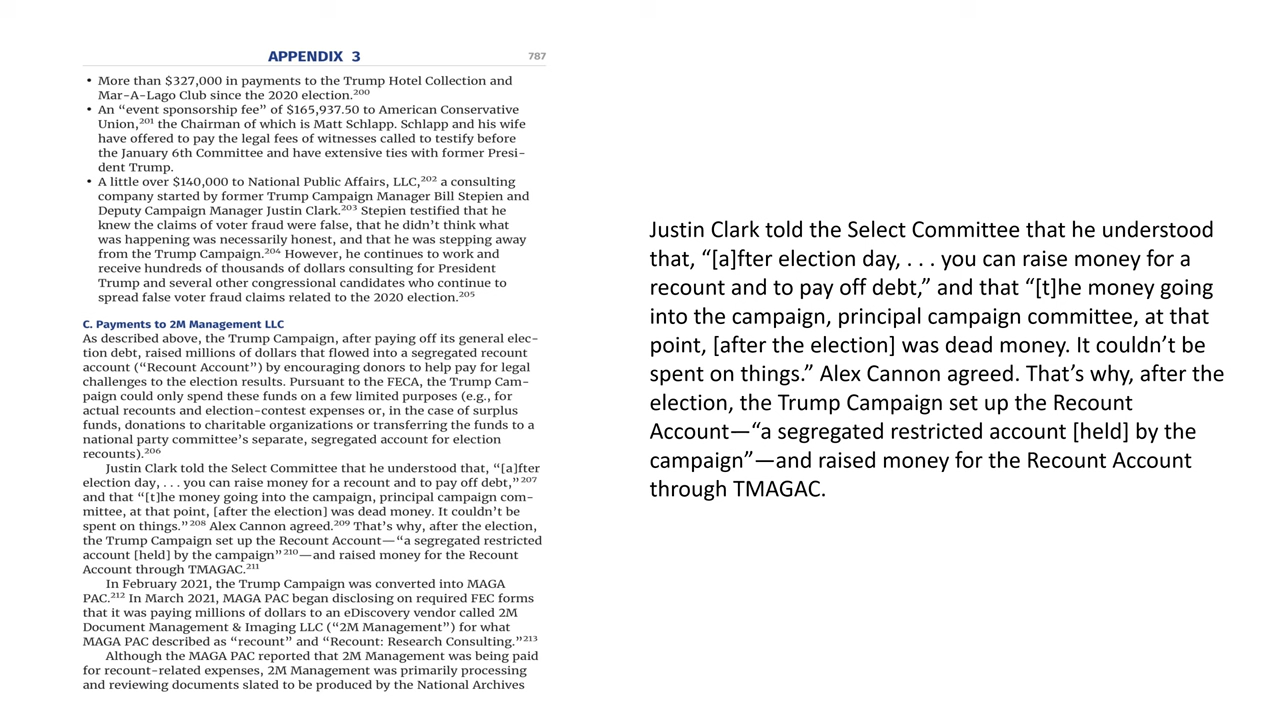 APPENDIX 3
787
• More than $327,000 in payments to the Trump Hotel Collection and
Mar-A-Lago Club since the 2020 election.200
• An “event sponsorship fee” of $165,937.50 to American Conservative
Union,201 the Chairman of which is Matt Schlapp. Schlapp and his wife
have offered to pay the legal fees of witnesses called to testify before
the January 6th Committee and have extensive ties with former Presi-
dent Trump.
• A little over $140,000 to National Public Affairs, LLC,202 a consulting
company started by former Trump Campaign Manager Bill Stepien and
Deputy Campaign Manager Justin Clark.203 Stepien testified that he
knew the claims of voter fraud were false, that he didn’t think what
was happening was necessarily honest, and that he was stepping away
from the Trump Campaign.204 However, he continues to work and
receive hundreds of thousands of dollars consulting for President
Trump and several other congressional candidates who continue to
spread false voter fraud claims related to the 2020 election.205
C. Payments to 2M Management LLC
As described above, the Trump Campaign, after paying off its general elec-
tion debt, raised millions of dollars that flowed into a segregated recount
account (“Recount Account”) by encouraging donors to help pay for legal
challenges to the election results. Pursuant to the FECA, the Trump Cam-
paign could only spend these funds on a few limited purposes (e.g., for
actual recounts and election-contest expenses or, in the case of surplus
funds, donations to charitable organizations or transferring the funds to a
national party committee’s separate, segregated account for election
recounts).206
Justin Clark told the Select Committee that he understood that, “[a]fter
election day, . . . you can raise money for a recount and to pay off debt,”207
and that “[t]he money going into the campaign, principal campaign com-
mittee, at that point, [after the election] was dead money. It couldn’t be
spent on things.”208 Alex Cannon agreed.209 That’s why, after the election,
the Trump Campaign set up the Recount Account—“a segregated restricted
account [held] by the campaign”210—and raised money for the Recount
Account through TMAGAC.211
In February 2021, the Trump Campaign was converted into MAGA
PAC.212 In March 2021, MAGA PAC began disclosing on required FEC forms
that it was paying millions of dollars to an eDiscovery vendor called 2M
Document Management & Imaging LLC (“2M Management”) for what
MAGA PAC described as “recount” and “Recount: Research Consulting.”213
Although the MAGA PAC reported that 2M Management was being paid
for recount-related expenses, 2M Management was primarily processing
and reviewing documents slated to be produced by the National Archives
Justin Clark told the Select Committee that he understood
that, “[a]fter election day, . . . you can raise money for a
recount and to pay off debt,” and that “[t]he money going
into the campaign, principal campaign committee, at that
point, [after the election] was dead money. It couldn’t be
spent on things.” Alex Cannon agreed. That’s why, after the
election, the Trump Campaign set up the Recount
Account—“a segregated restricted account [held] by the
campaign”—and raised money for the Recount Account
through TMAGAC.